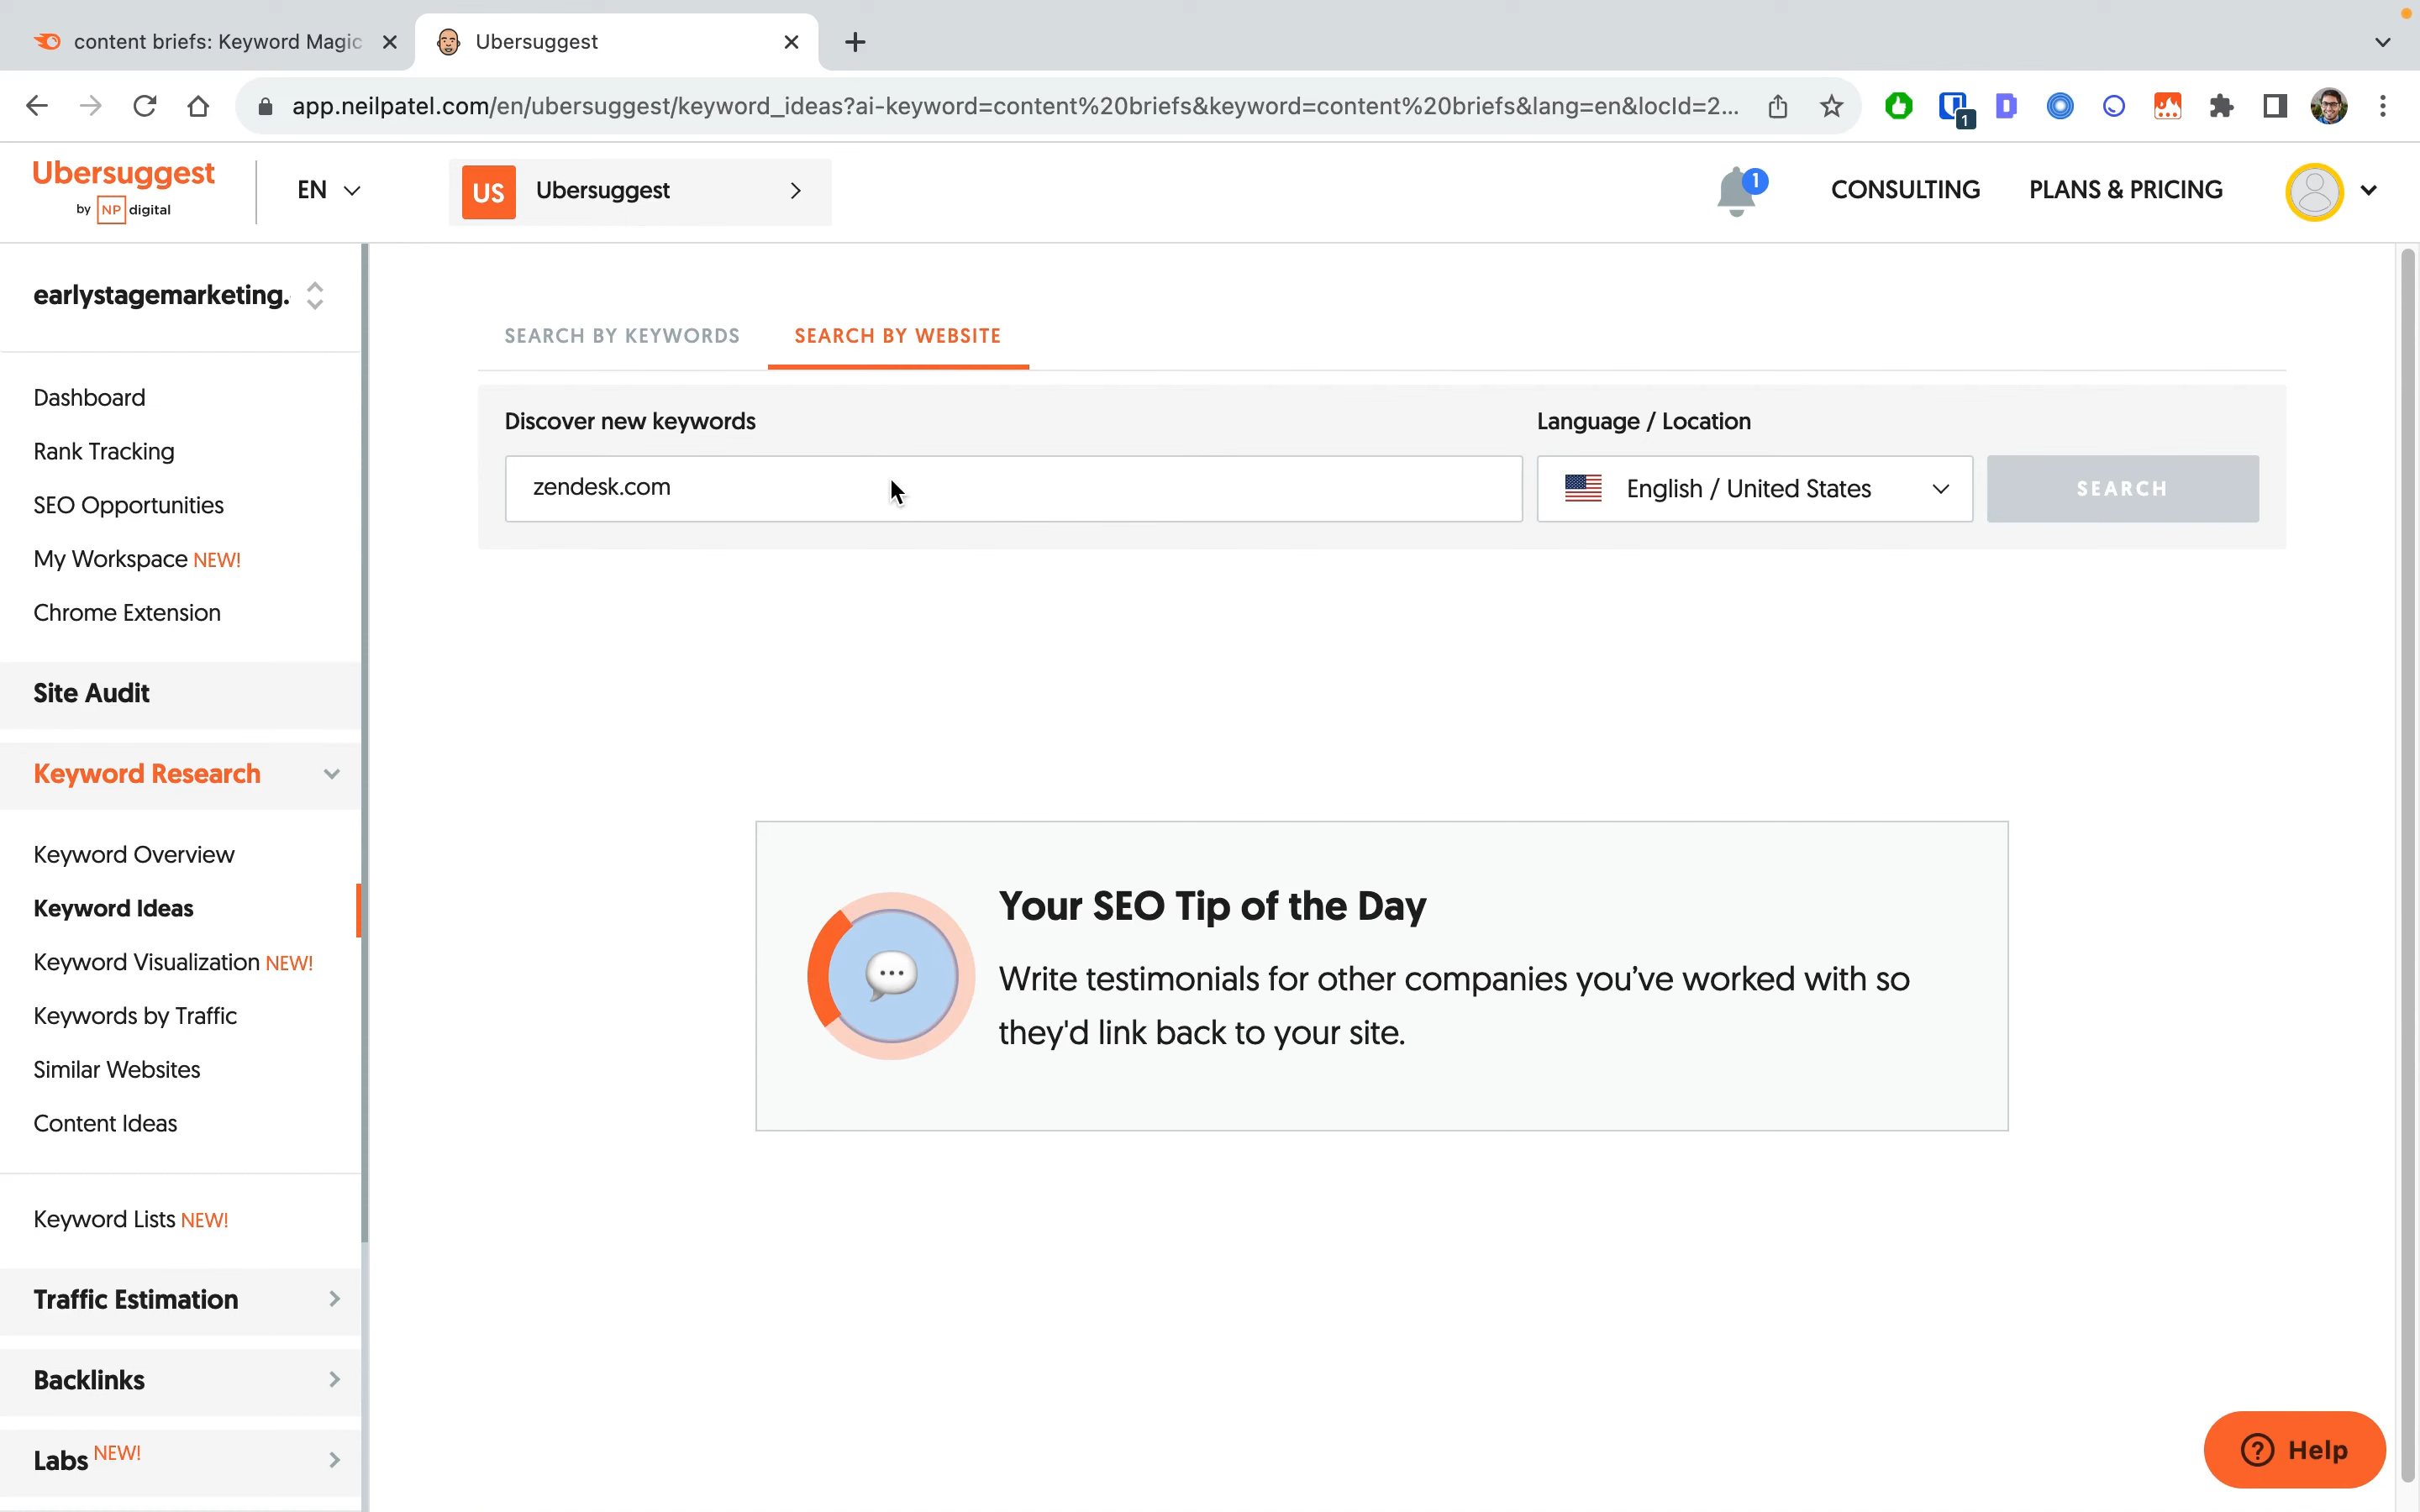 content briefs: Keyword Magic
Ubersuggest
app.neilpatel.com/en/ubersuggest/keyword_ideas?ai-keyword=content%20briefs&keyword=content%20briefs&lang=en&locId=2...
1
Ubersuggest
by NP digital
EN
US Ubersuggest
1
CONSULTING
PLANS & PRICING
earlystagemarketing.
Dashboard
Rank Tracking
SEO Opportunities
My Workspace NEW!
Chrome Extension
Site Audit
Keyword Research
Keyword Overview
Keyword Ideas
Keyword Visualization NEW!
Keywords by Traffic
Similar Websites
Content Ideas
Keyword Lists NEW!
Traffic Estimation
Backlinks
Labs NEW!
SEARCH BY KEYWORDS
SEARCH BY WEBSITE
Discover new keywords
Language / Location
zendesk.com
English / United States
SEARCH
Your SEO Tip of the Day
Write testimonials for other companies you’ve worked with so
they'd link back to your site.
Help